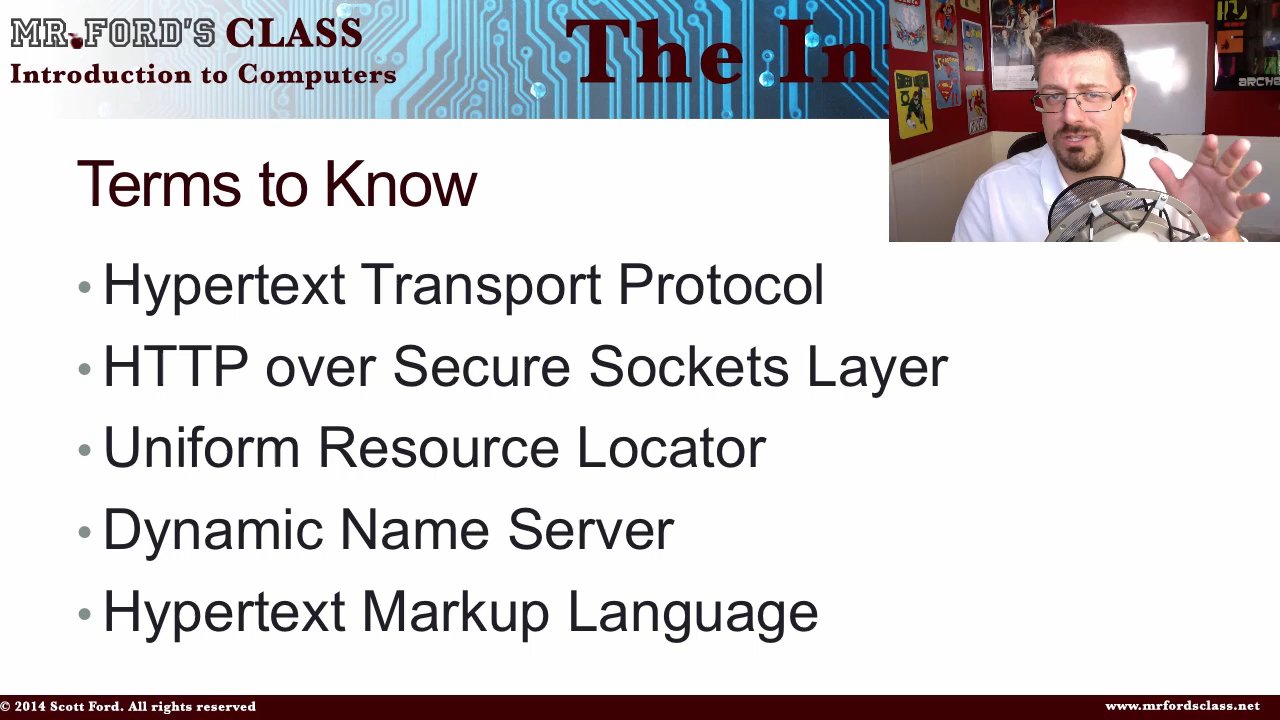 MR. FORD'S CLASS
Introduction to Computers
The In
Terms to Know
• Hypertext Transport Protocol
• HTTP over Secure Sockets Layer
• Uniform Resource Locator
• Dynamic Name Server
• Hypertext Markup Language
© 2014 Scott Ford. All rights reserved
www.mrfordsclass.net